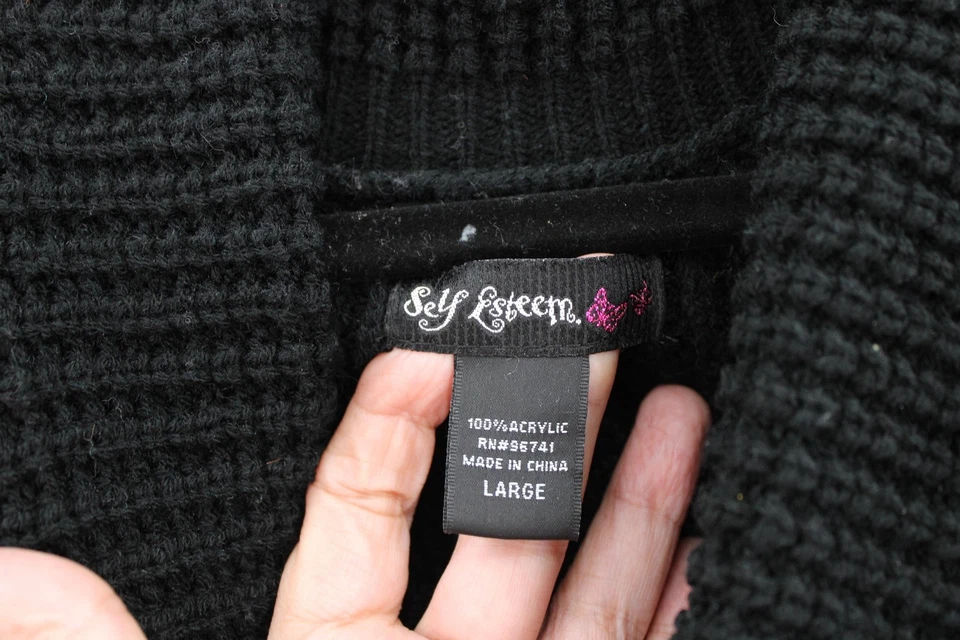 Self Esteem.
100% ACRYLIC
RN#96741
MADE IN CHINA
LARGE